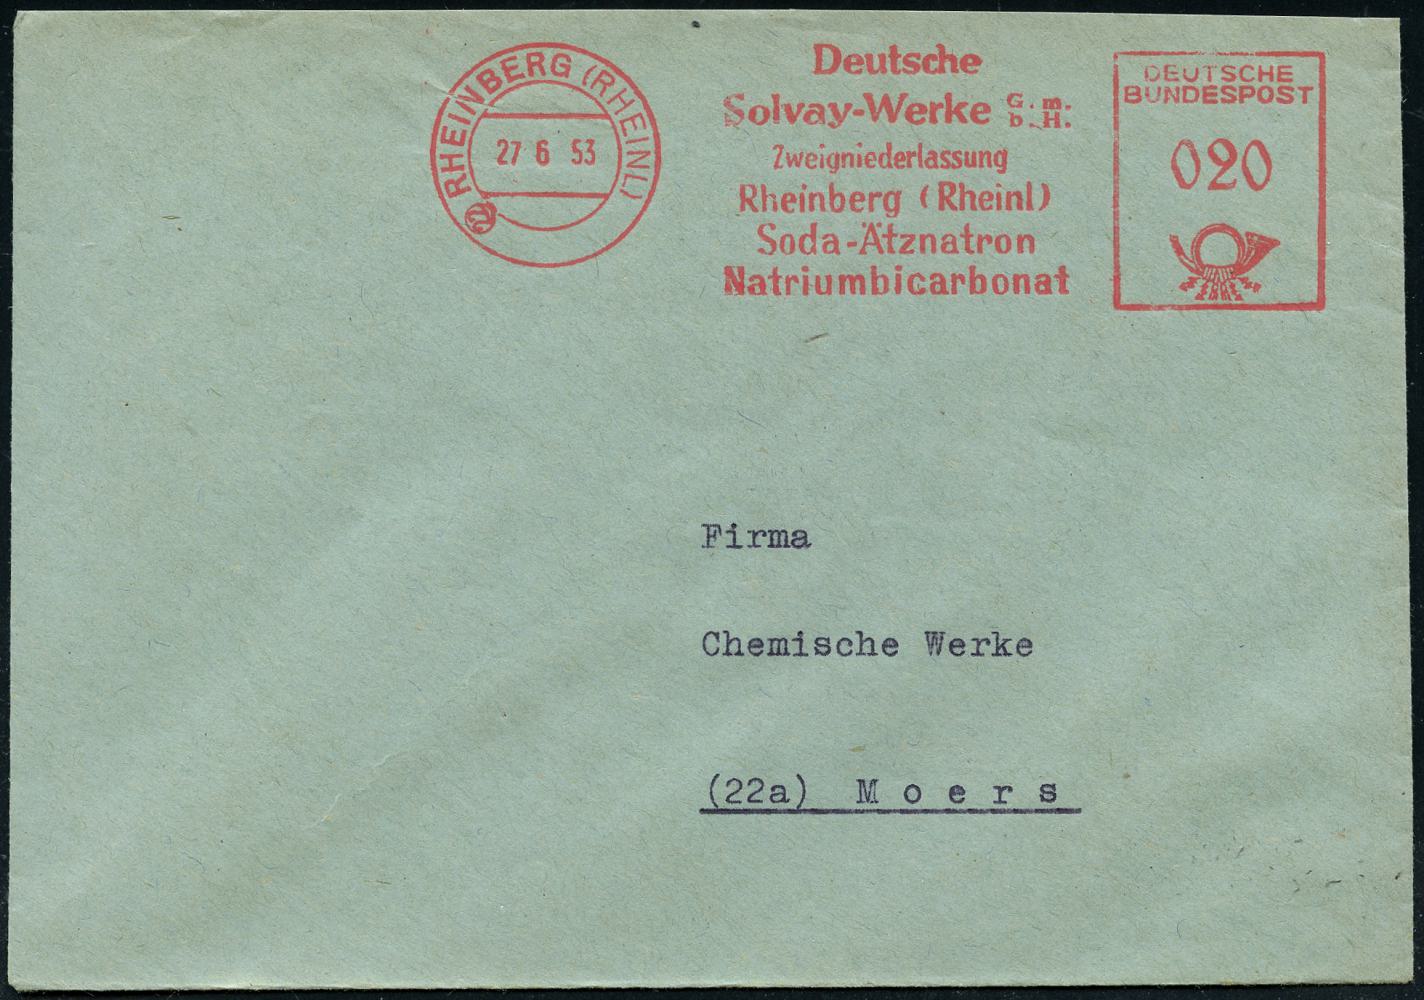 RHEINBERG (RHEINL)
27 6 53
Deutsche
Solvay-Werke G.m.b.H.
Zweigniederlassung
Rheinberg (Rheinl)
Soda-Ätznatron
Natriumbicarbonat
DEUTSCHE
BUNDESPOST
020
Firma
Chemische Werke
(22a) Moers